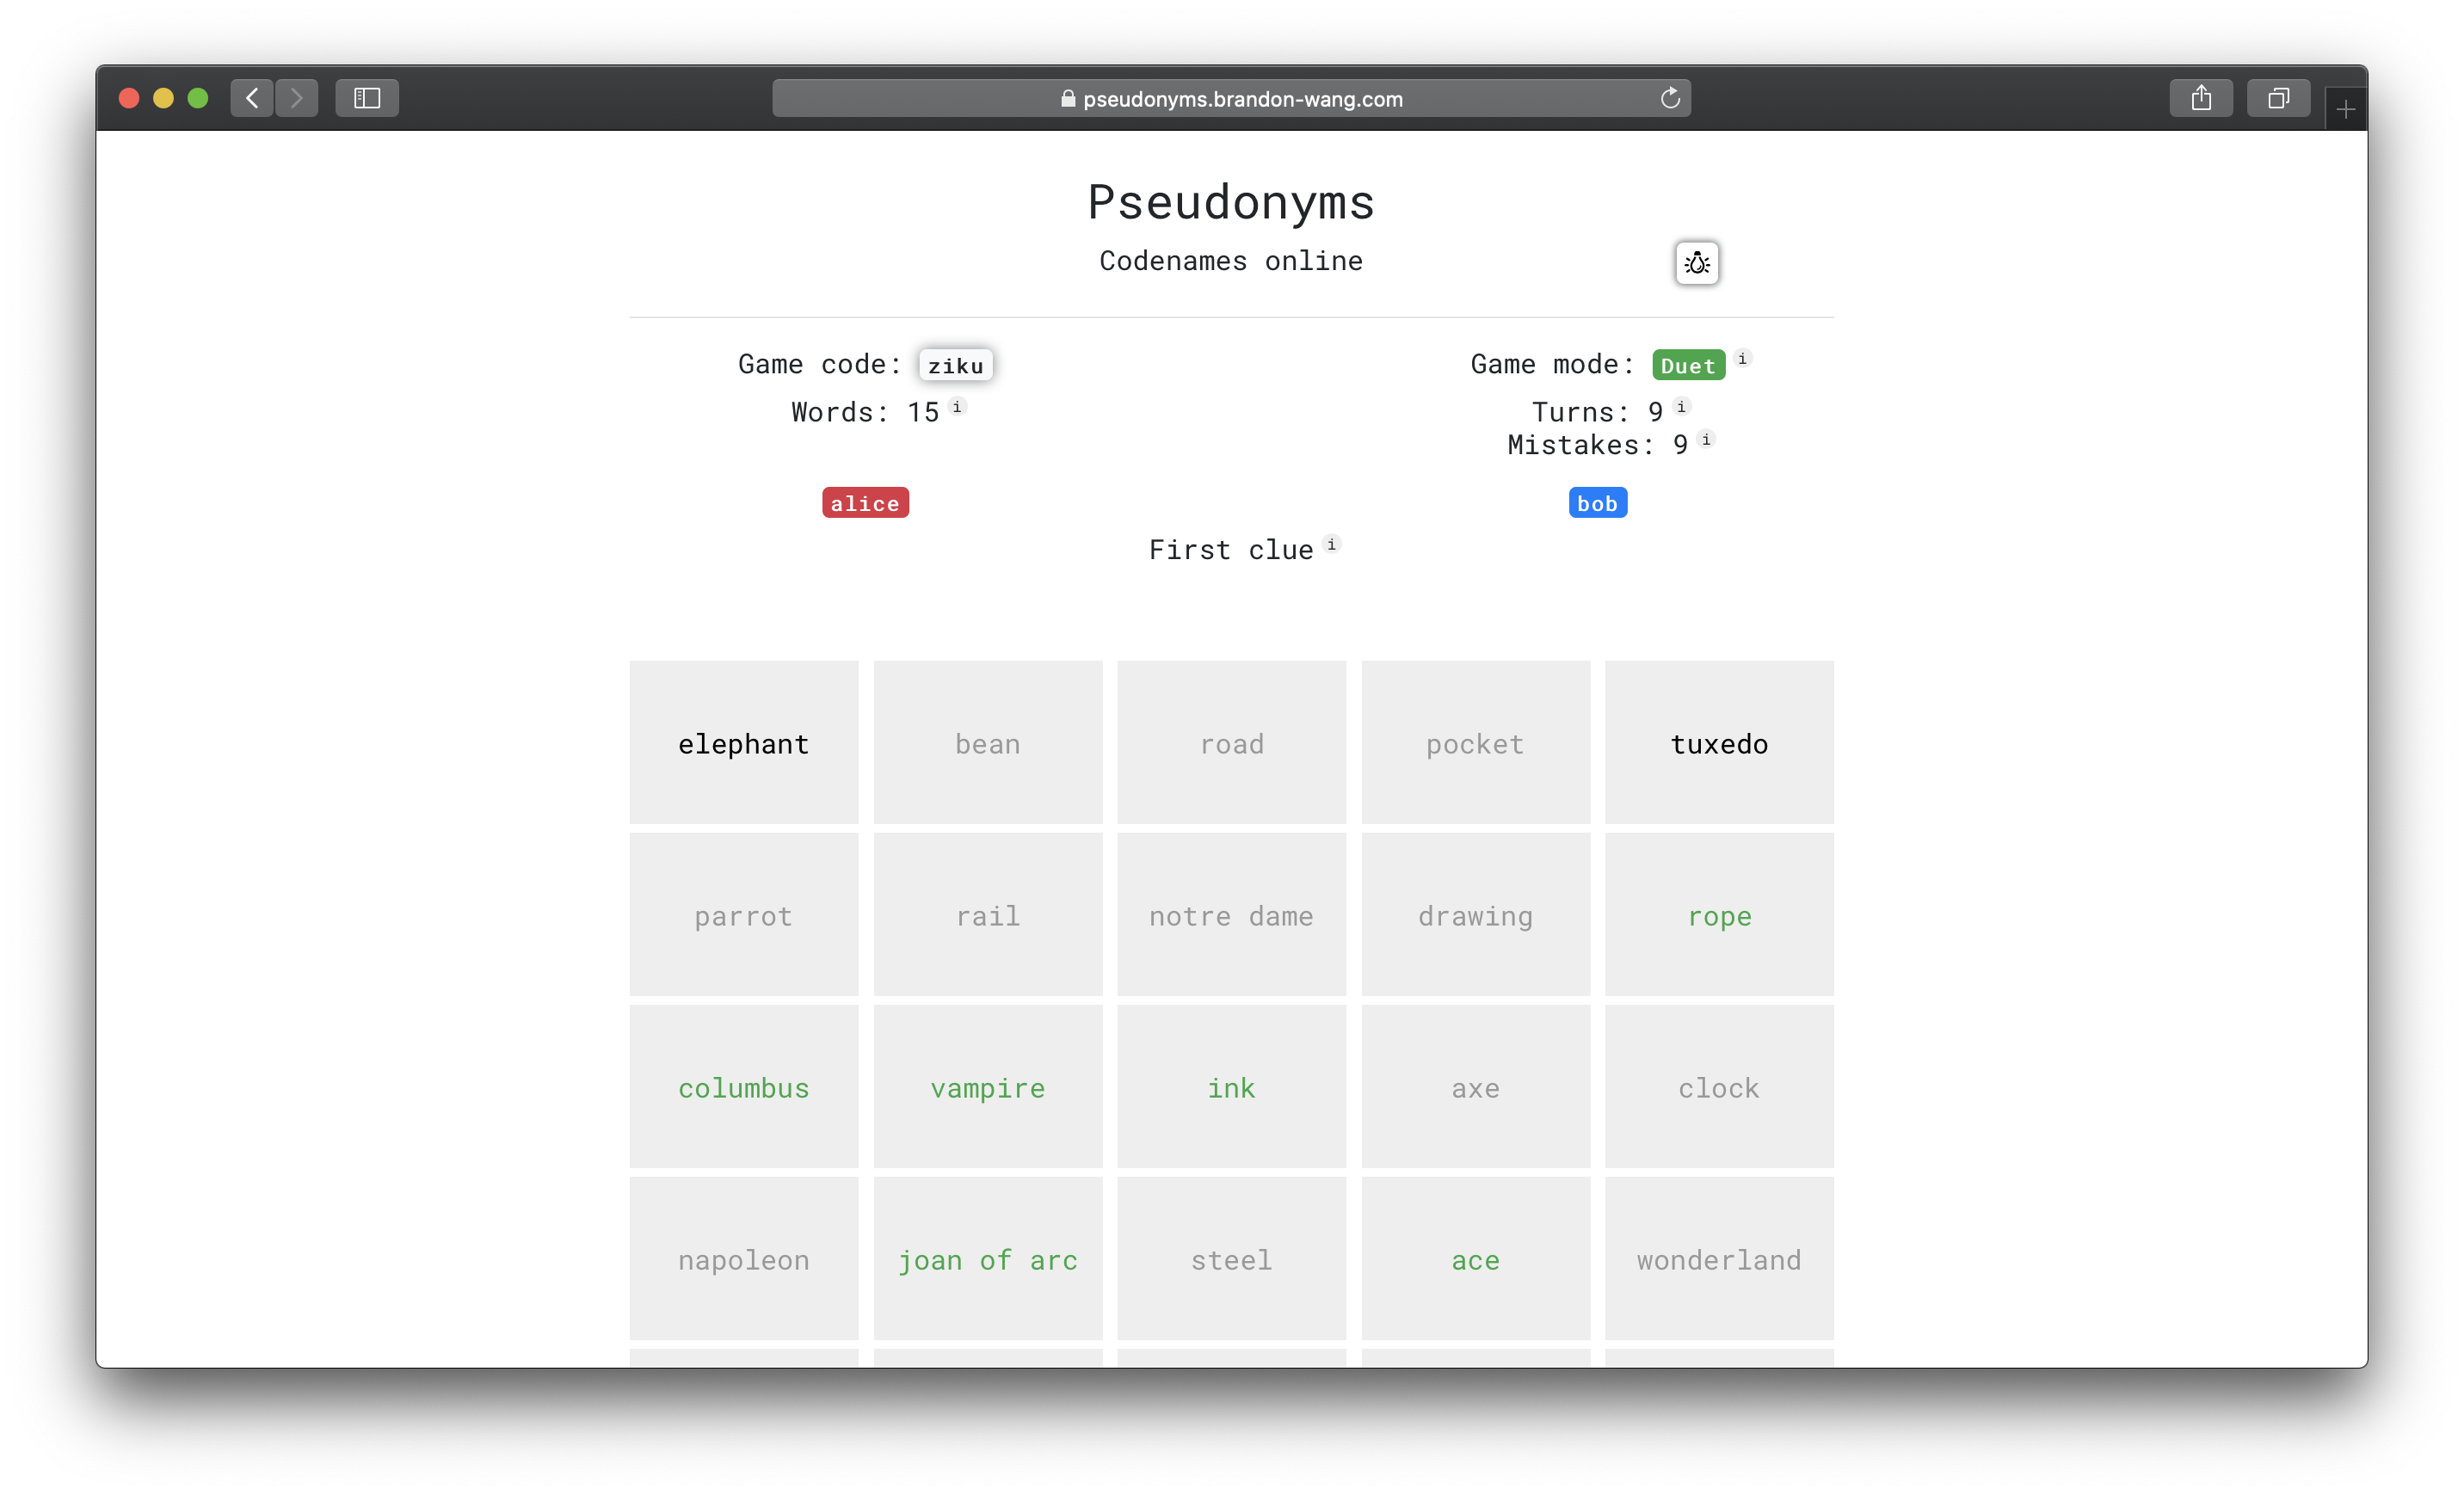 pseudonyms.brandon-wang.com
Pseudonyms
Codenames online
Game code: ziku
Game mode: Duet i
Words: 15 i
Turns: 9 i
Mistakes: 9 i
alice
bob
First clue i
elephant bean road pocket tuxedo
parrot rail notre dame drawing rope
columbus vampire ink axe clock
napoleon joan of arc steel ace wonderland